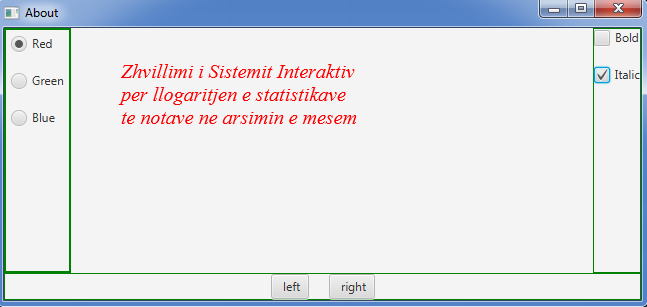 About
Red
Green
Blue
Zhvillimi i Sistemit Interaktiv
per llogaritjen e statistikave
te notave ne arsimin e mesem
Bold
Italic
left
right